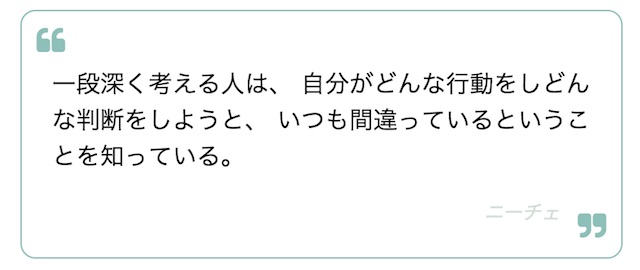 一段深く考える人は、 自分がどんな行動をしどん
な判断をしようと、 いつも間違っているというこ
とを知っている。
ニーチェ